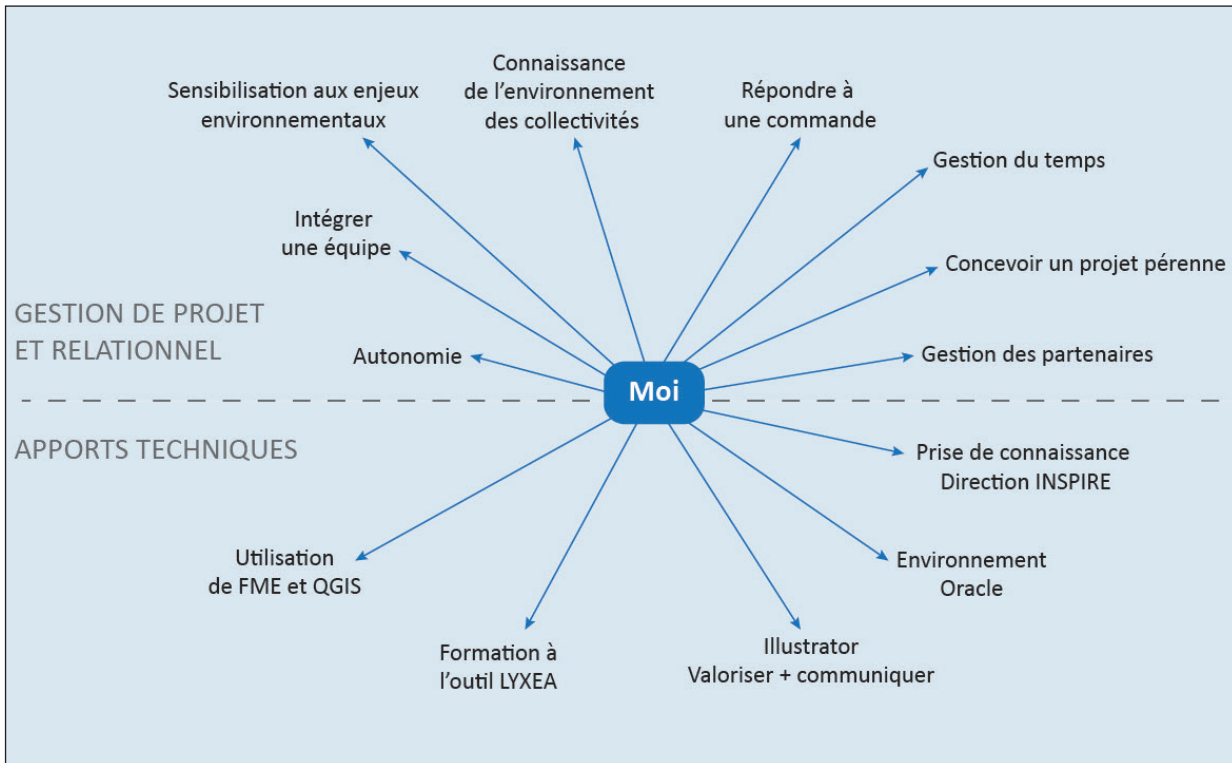 Sensibilisation aux enjeux
environnementaux
Connaissance
de l’environnement
des collectivités
Répondre à
une commande
Gestion du temps
Intégrer
une équipe
Concevoir un projet pérenne
GESTION DE PROJET
ET RELATIONNEL
Autonomie
Gestion des partenaires
Moi
APPORTS TECHNIQUES
Prise de connaissance
Direction INSPIRE
Utilisation
de FME et QGIS
Environnement
Oracle
Formation à
l’outil LYXEA
Illustrator
Valoriser + communiquer